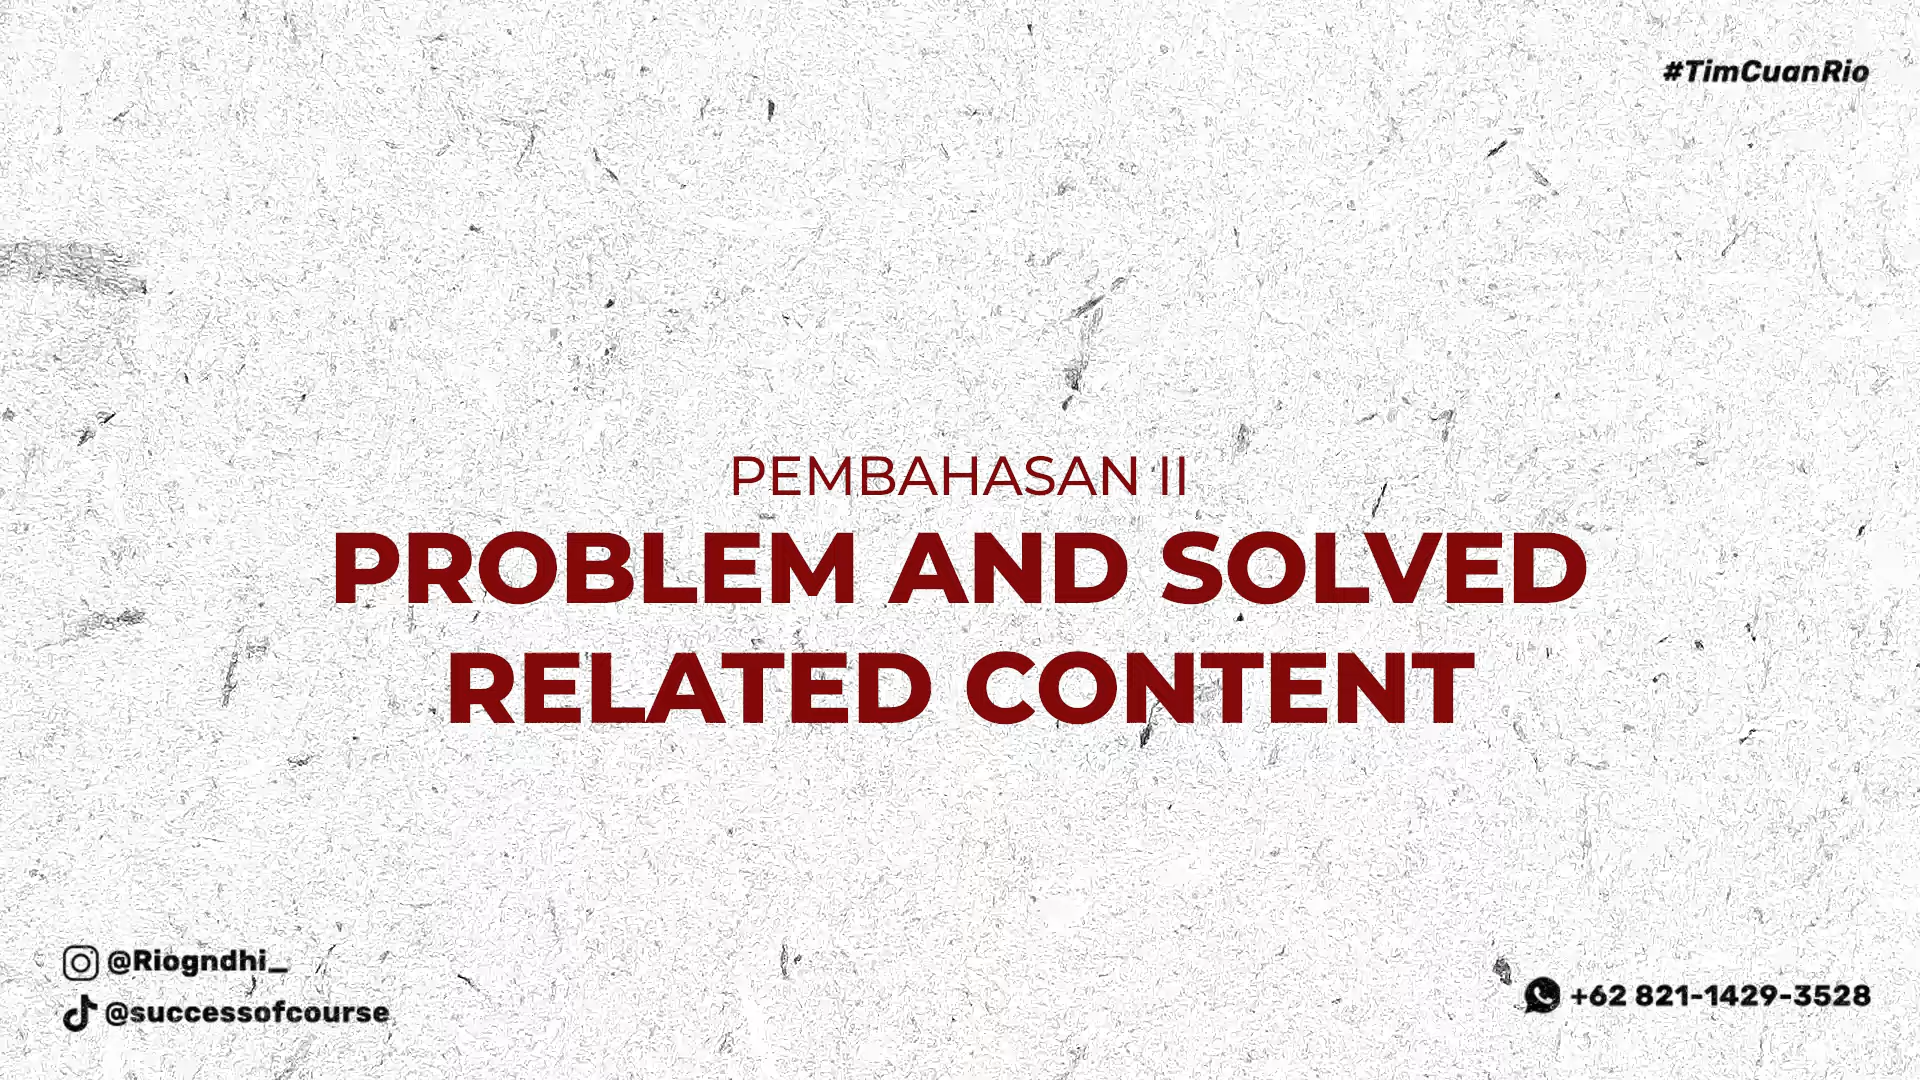 #TimCuanRio
PEMBAHASAN II
PROBLEM AND SOLVED
RELATED CONTENT
@Riogndhi_
@successofcourse
+62 821-1429-3528